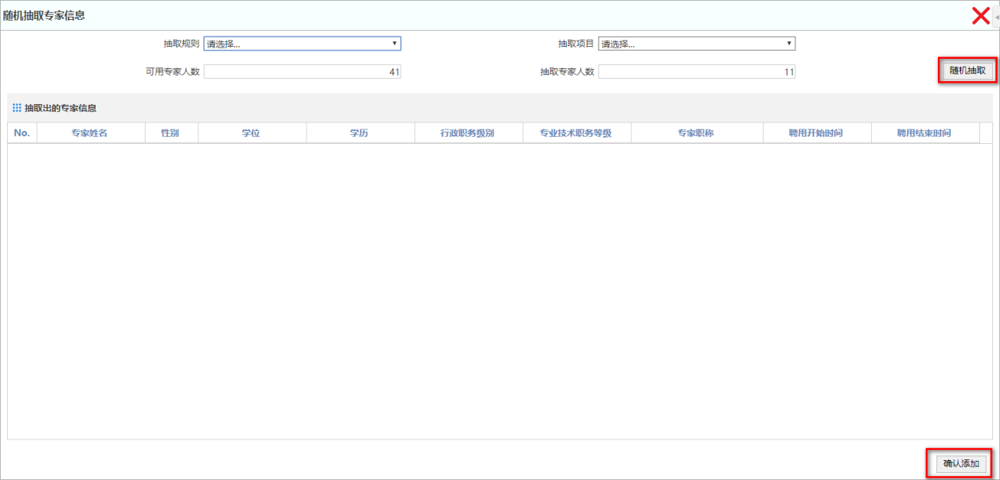 随机抽取专家信息
抽取规则 请选择... 抽取项目 请选择...
可用专家人数 41 抽取专家人数 11 随机抽取
抽取出的专家信息
No. 专家姓名 性别 学位 学历 行政职务级别 专业技术职务等级 专家职称 聘用开始时间 聘用结束时间
确认添加